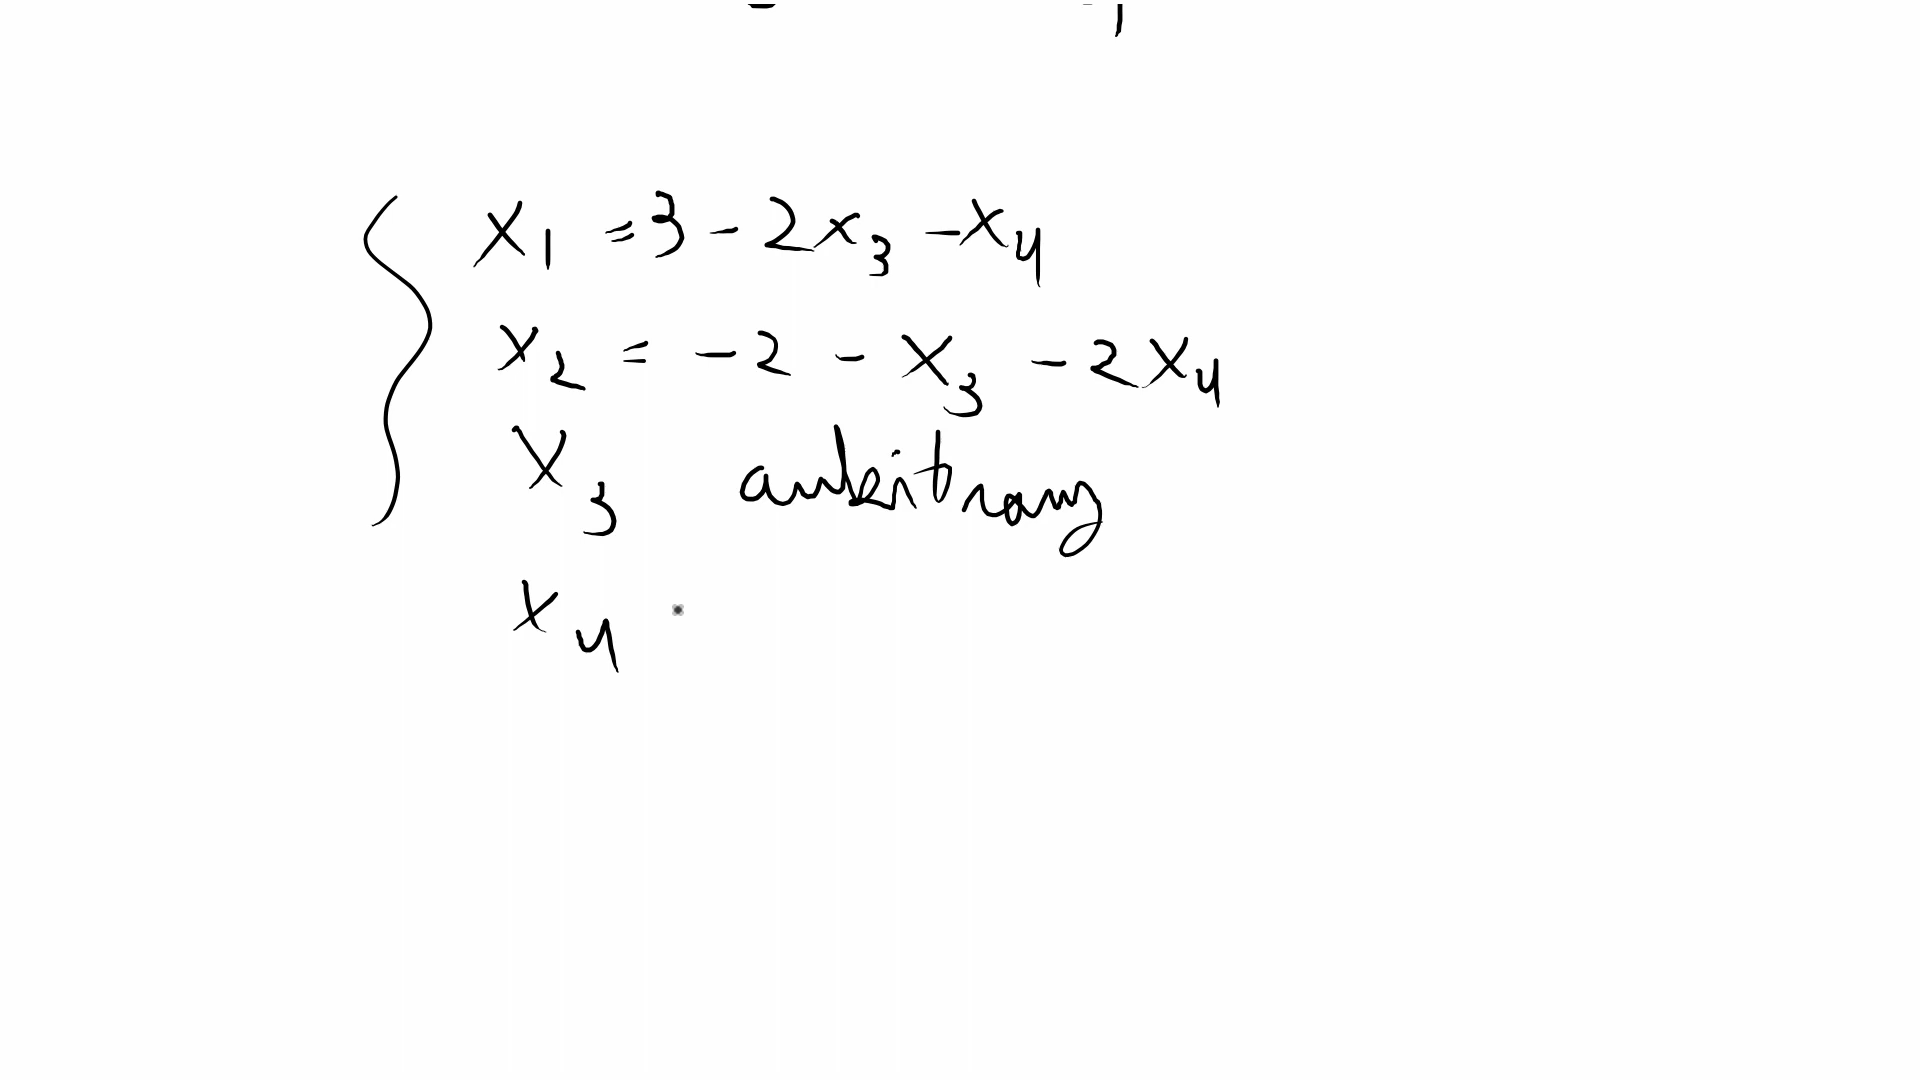 x₁ = 3 - 2x₃ - x₄
x₂ = - 2 - x₃ - 2x₄
x₃ arbitrary
x₄